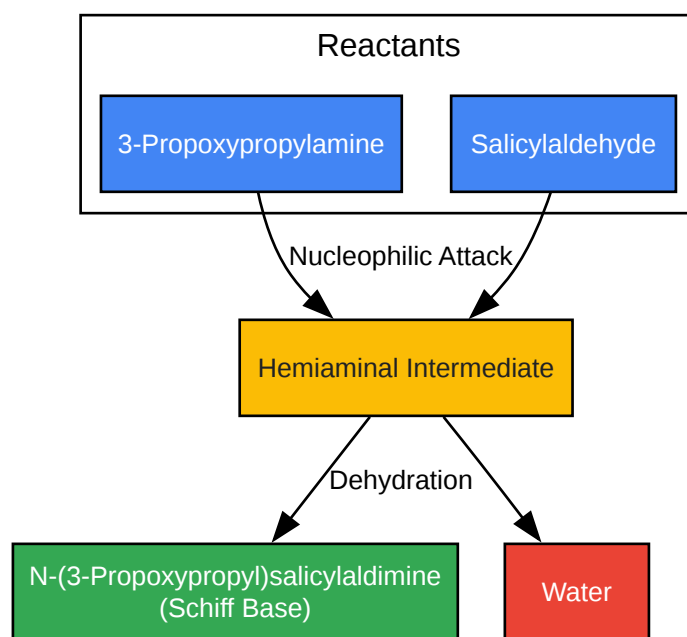 Reactants
3-Propoxypropylamine
Salicylaldehyde
Nucleophilic Attack
Hemiaminal Intermediate
Dehydration
N-(3-Propoxypropyl)salicylaldimine
(Schiff Base)
Water